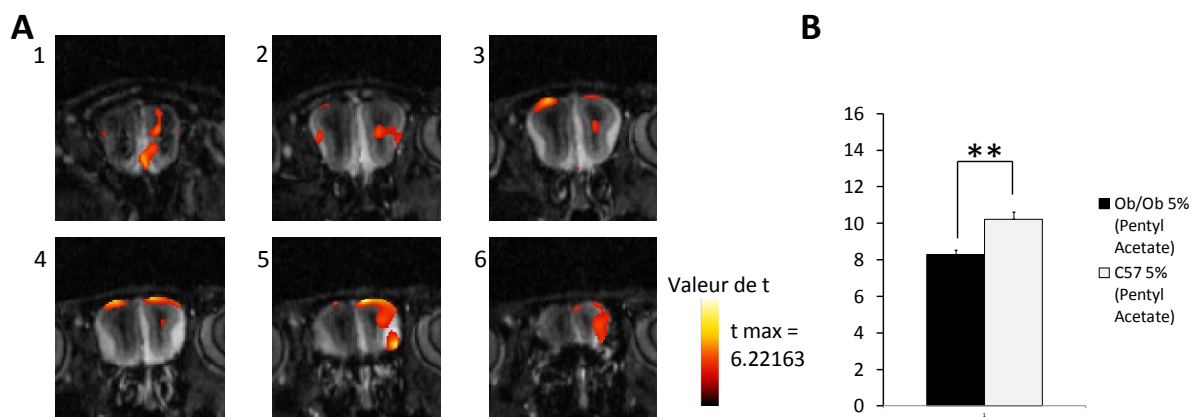 A
1
2
3
4
5
6
Valeur de t
t max =
6.22163
B
16
14
12
10
8
6
4
2
0
**
1
Ob/Ob 5%
(Pentyl
Acetate)
C57 5%
(Pentyl
Acetate)